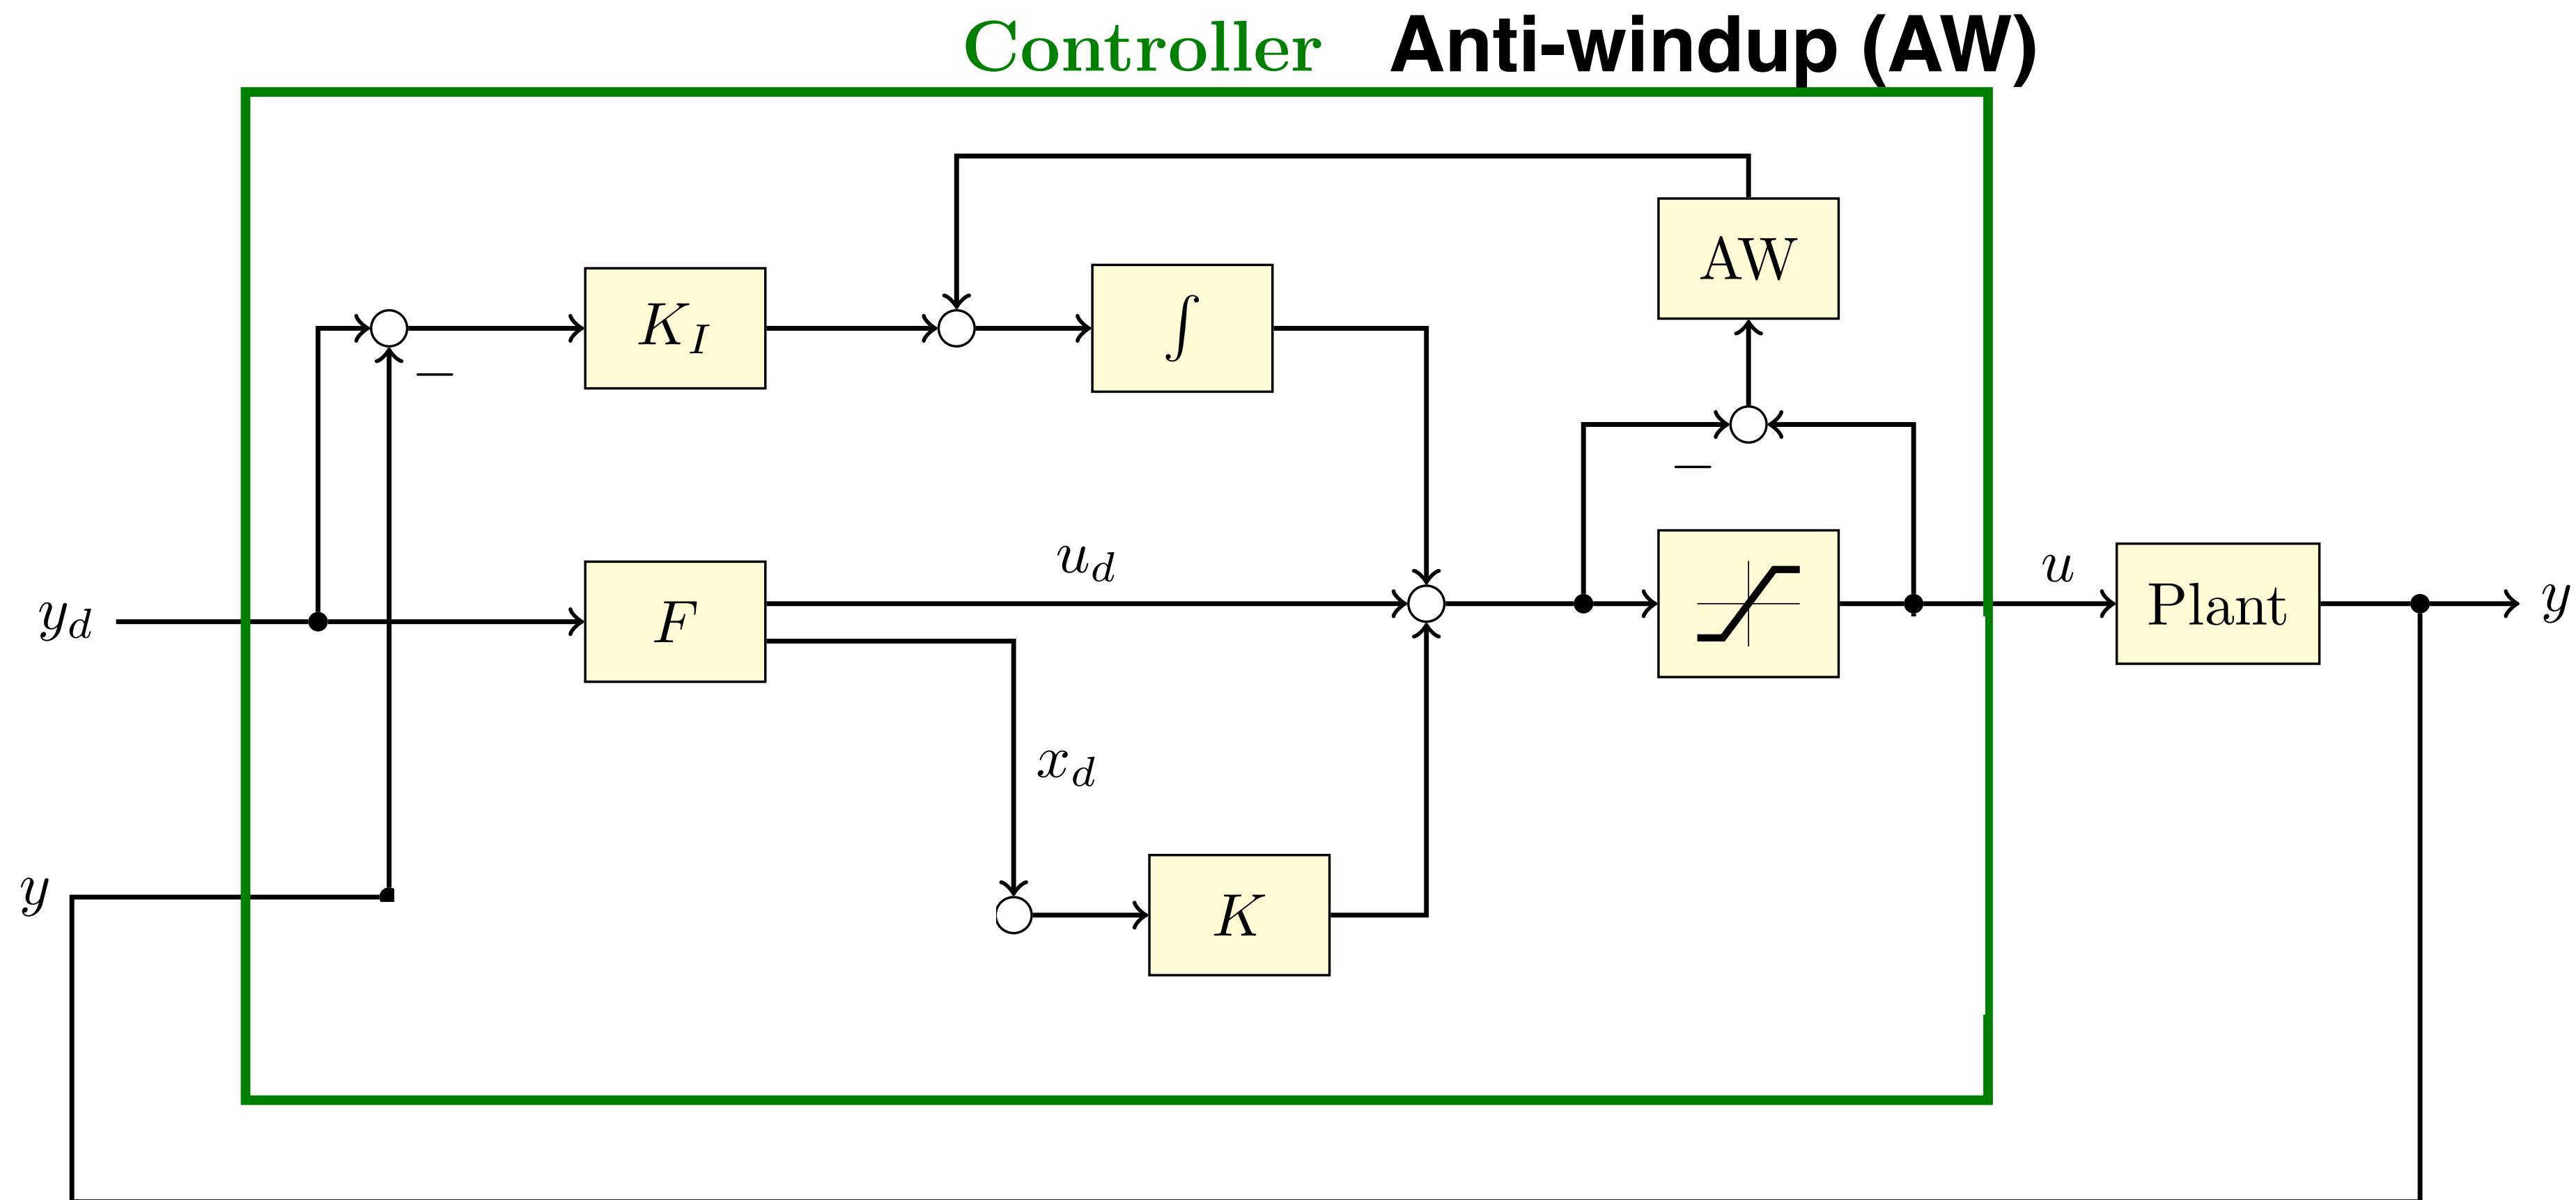 Controller Anti-windup (AW)
AW
K_I
∫
−
−
u_d
u
y_d
F
Plant
y
x_d
y
K